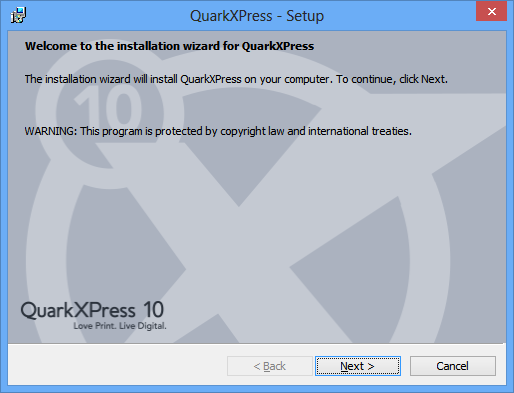 QuarkXPress - Setup
Welcome to the installation wizard for QuarkXPress
The installation wizard will install QuarkXPress on your computer. To continue, click Next.
10
WARNING: This program is protected by copyright law and international treaties.
QuarkXPress 10
Love Print. Live Digital.
< Back Next > Cancel